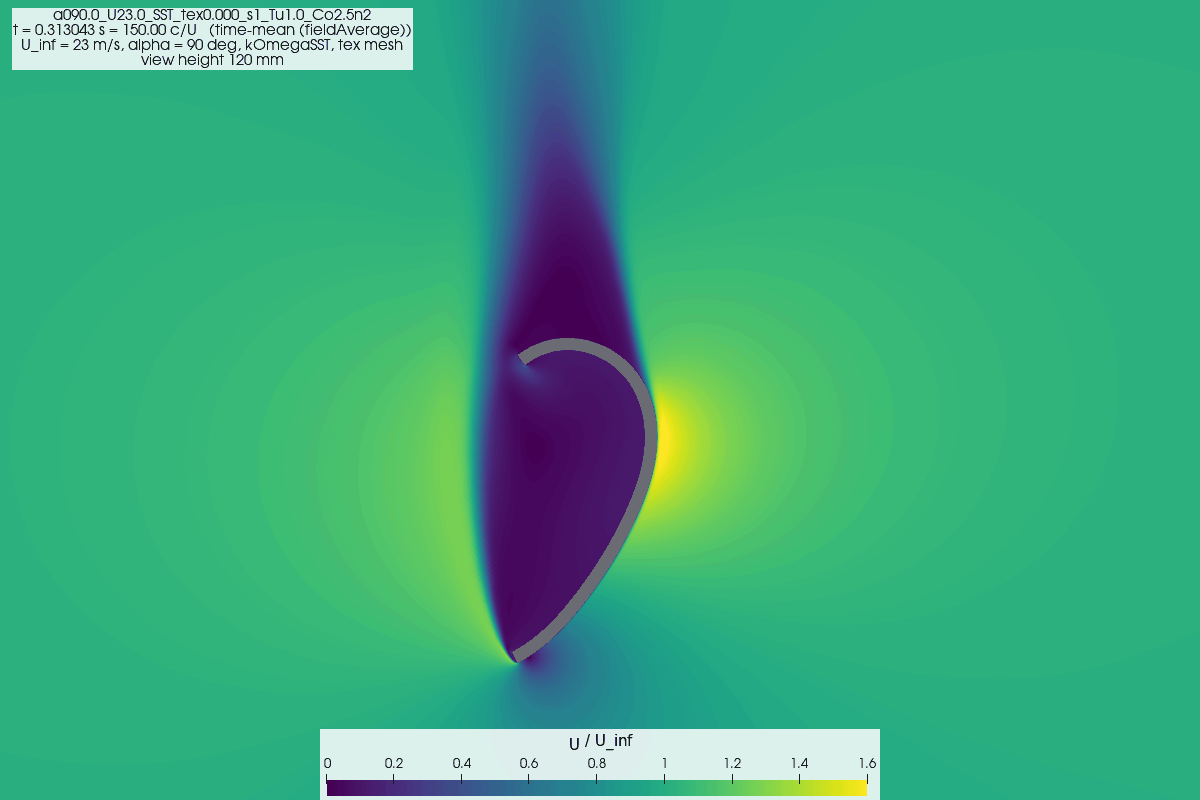 a090.0_U23.0_SST_tex0.000_s1_Tu1.0_Co2.5n2
t = 0.313043 s = 150.00 c/U   (time-mean (fieldAverage))
U_inf = 23 m/s, alpha = 90 deg, kOmegaSST, tex mesh
view height 120 mm
U / U_inf
0 0.2 0.4 0.6 0.8 1 1.2 1.4 1.6